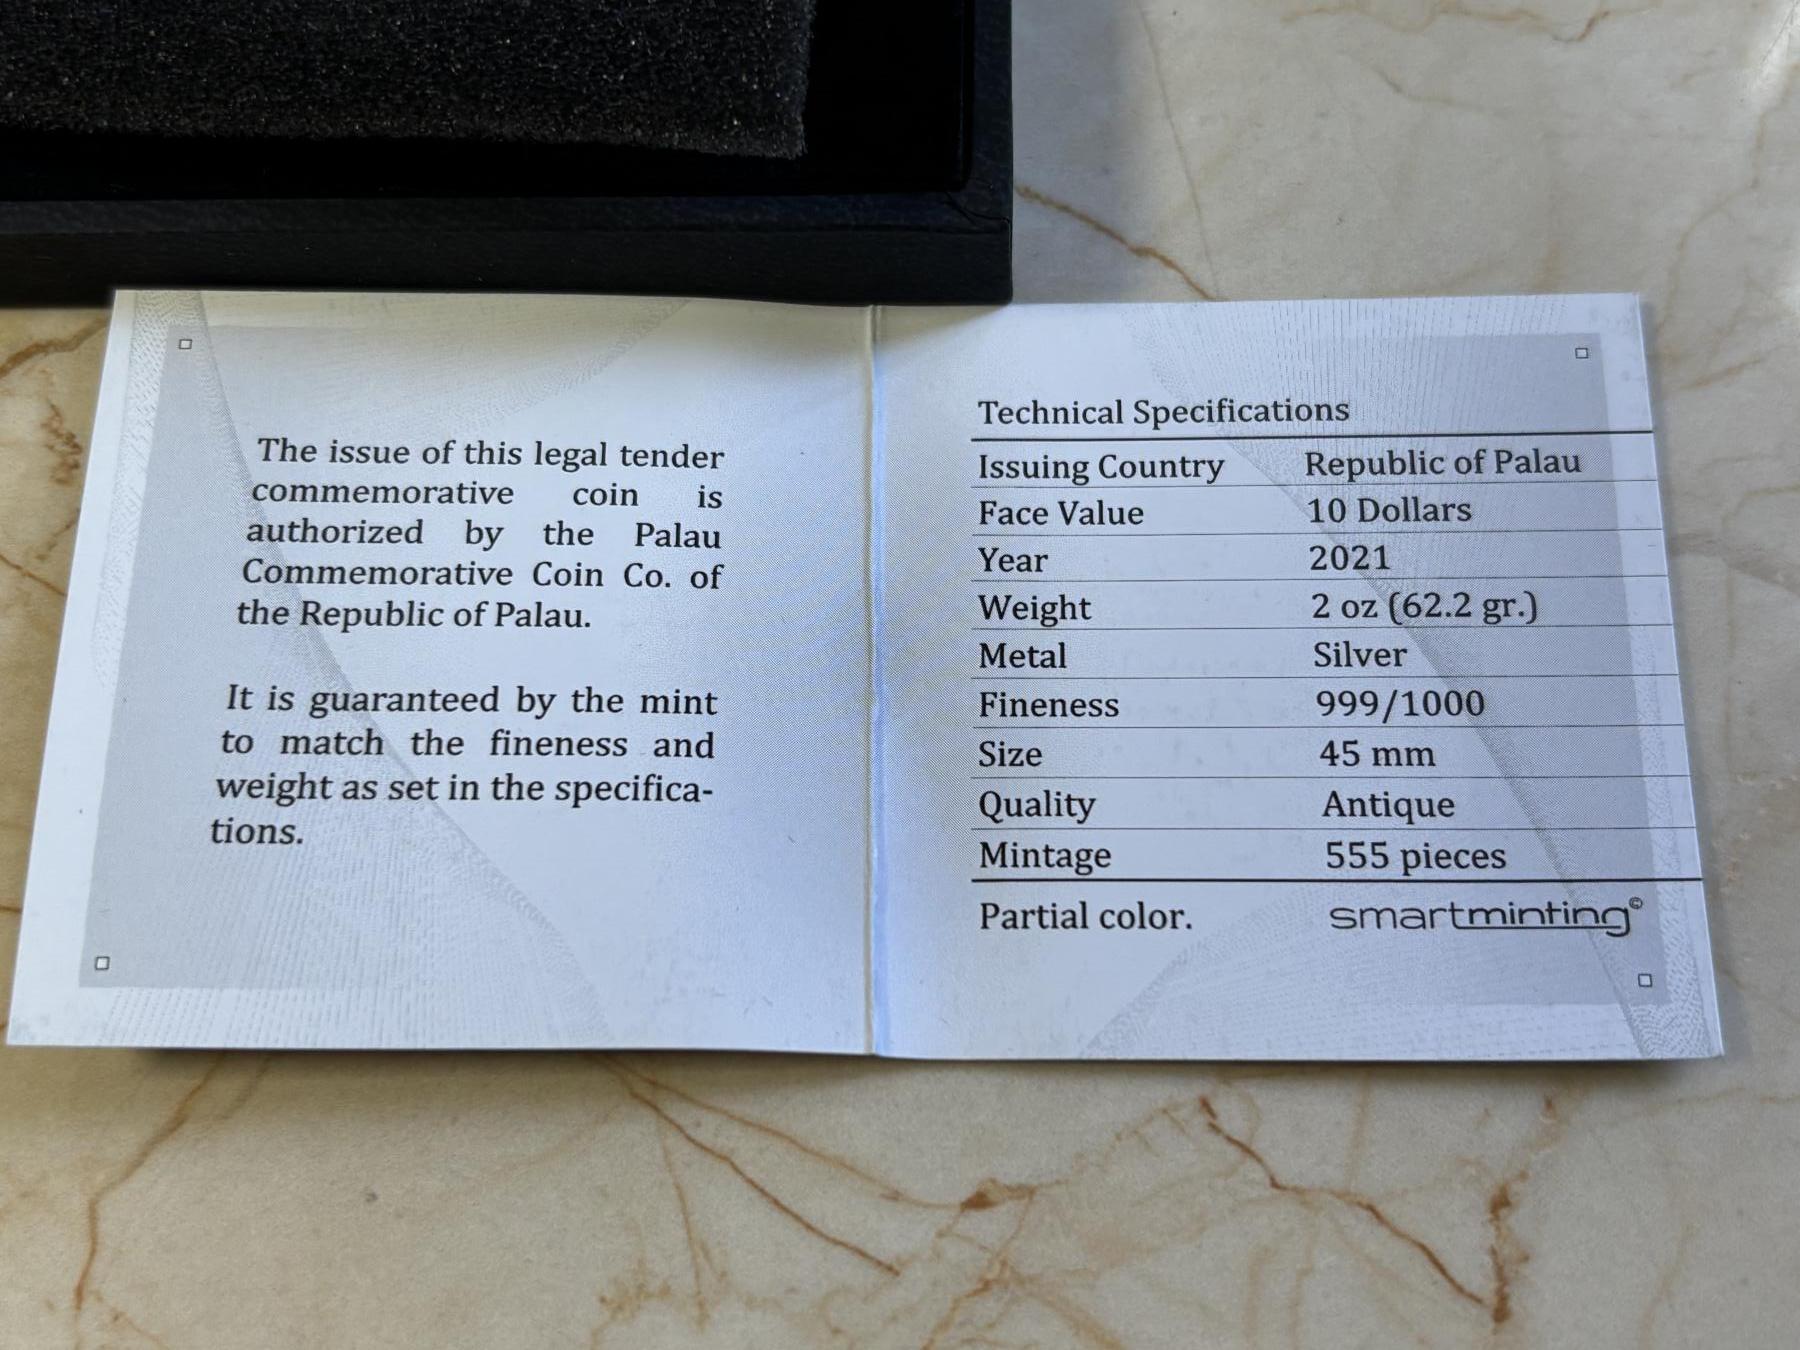 The issue of this legal tender
commemorative coin is
authorized by the Palau
Commemorative Coin Co. of
the Republic of Palau.
It is guaranteed by the mint
to match the fineness and
weight as set in the specifica-
tions.
Technical Specifications
Issuing Country Republic of Palau
Face Value 10 Dollars
Year 2021
Weight 2 oz (62.2 gr.)
Metal Silver
Fineness 999/1000
Size 45 mm
Quality Antique
Mintage 555 pieces
Partial color. smartminting©